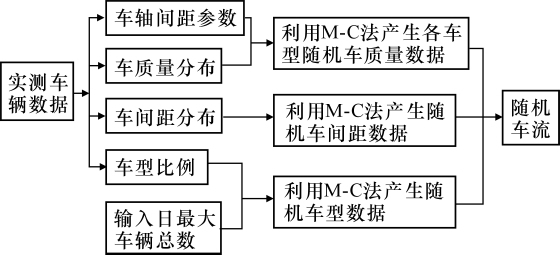 实测车
辆数据
车轴间距参数
车质量分布
车间距分布
车型比例
输入日最大
车辆总数
利用M-C法产生各车
型随机车质量数据
利用M-C法产生随
机车间距数据
利用M-C法产生随
机车型数据
随机
车流